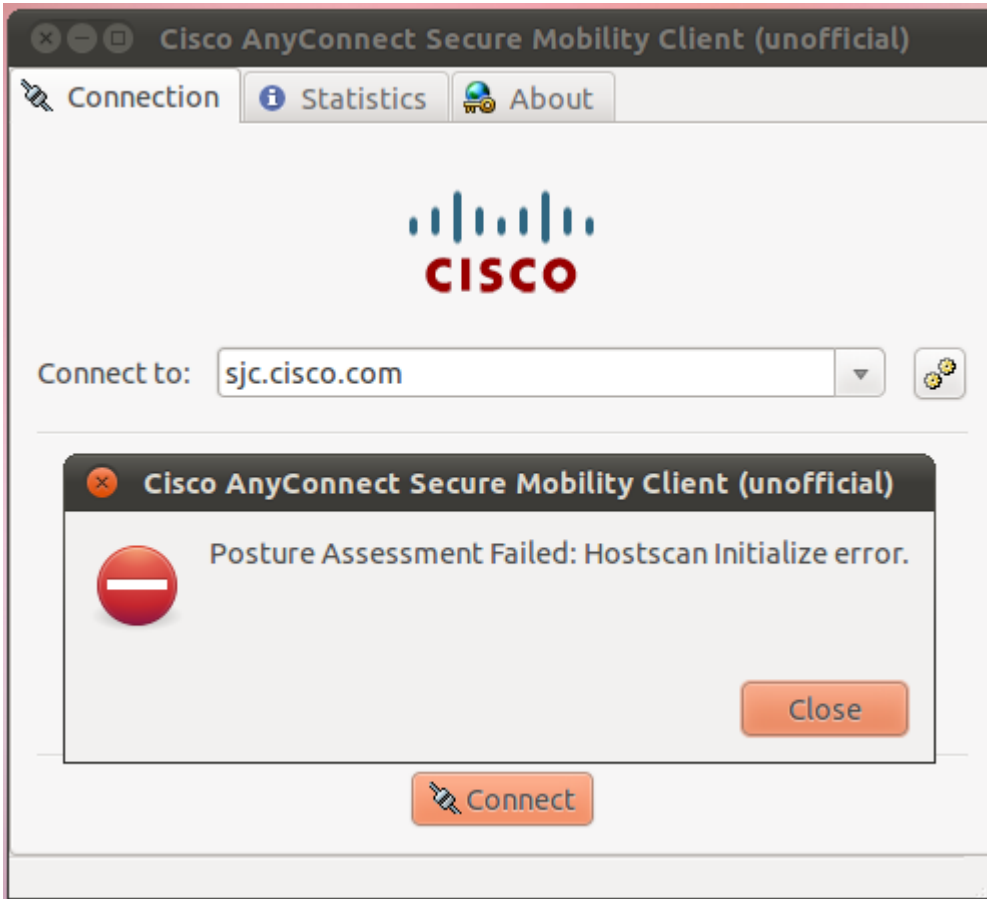 Cisco AnyConnect Secure Mobility Client (unofficial)
Connection
Statistics
About
CISCO
Connect to:
sjc.cisco.com
Cisco AnyConnect Secure Mobility Client (unofficial)
Posture Assessment Failed: Hostscan Initialize error.
Close
Connect